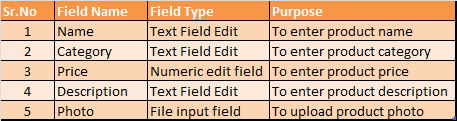 Sr.No Field Name Field Type Purpose
1 Name Text Field Edit To enter product name
2 Category Text Field Edit To enter product category
3 Price Numeric edit field To enter product price
4 Description Text Field Edit To enter product description
5 Photo File input field To upload product photo